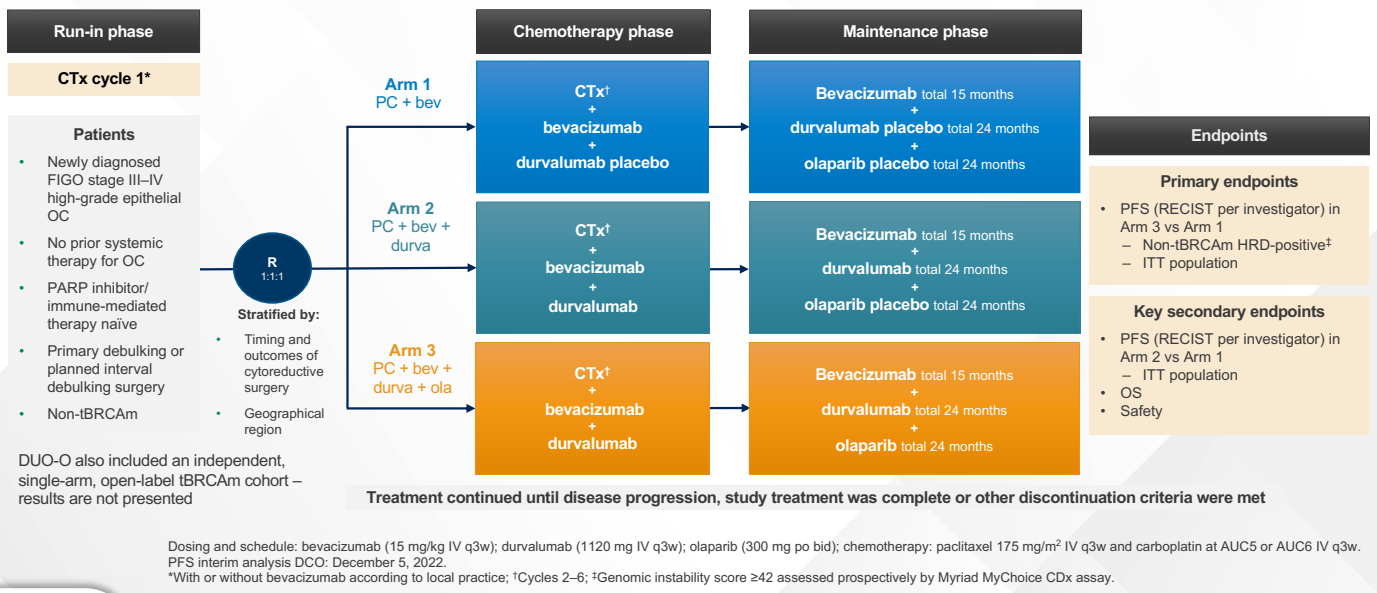 Run-in phase
CTx cycle 1*
Patients
• Newly diagnosed
FIGO stage III–IV
high-grade epithelial
OC
• No prior systemic
therapy for OC
• PARP inhibitor/
immune-mediated
therapy naïve
• Primary debulking or
planned interval
debulking surgery
• Non-tBRCAm
DUO-O also included an independent,
single-arm, open-label tBRCAm cohort –
results are not presented
R
1:1:1
Stratified by:
• Timing and
outcomes of
cytoreductive
surgery
• Geographical
region
Arm 1
PC + bev
Arm 2
PC + bev +
durva
Arm 3
PC + bev +
durva + ola
Chemotherapy phase
CTx†
+
bevacizumab
+
durvalumab placebo
CTx†
+
bevacizumab
+
durvalumab
CTx†
+
bevacizumab
+
durvalumab
Maintenance phase
Bevacizumab total 15 months
+
durvalumab placebo total 24 months
+
olaparib placebo total 24 months
Bevacizumab total 15 months
+
durvalumab total 24 months
+
olaparib placebo total 24 months
Bevacizumab total 15 months
+
durvalumab total 24 months
+
olaparib total 24 months
Endpoints
Primary endpoints
• PFS (RECIST per investigator) in
Arm 3 vs Arm 1
– Non-tBRCAm HRD-positive‡
– ITT population
Key secondary endpoints
• PFS (RECIST per investigator) in
Arm 2 vs Arm 1
– ITT population
• OS
• Safety
Treatment continued until disease progression, study treatment was complete or other discontinuation criteria were met
Dosing and schedule: bevacizumab (15 mg/kg IV q3w); durvalumab (1120 mg IV q3w); olaparib (300 mg po bid); chemotherapy: paclitaxel 175 mg/m² IV q3w and carboplatin at AUC5 or AUC6 IV q3w.
PFS interim analysis DCO: December 5, 2022.
*With or without bevacizumab according to local practice; †Cycles 2–6; ‡Genomic instability score ≥42 assessed prospectively by Myriad MyChoice CDx assay.